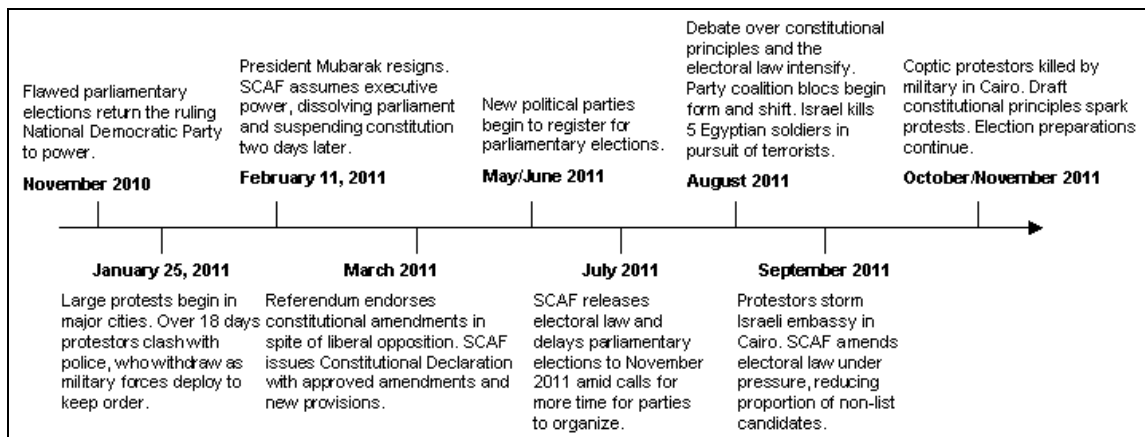 Flawed parliamentary
elections return the ruling
National Democratic Party
to power.
November 2010
President Mubarak resigns.
SCAF assumes executive
power, dissolving parliament
and suspending constitution
two days later.
February 11, 2011
New political parties
begin to register for
parliamentary elections.
May/June 2011
Debate over constitutional
principles and the
electoral law intensify.
Party coalition blocs begin
form and shift. Israel kills
5 Egyptian soldiers in
pursuit of terrorists.
August 2011
Coptic protestors killed by
military in Cairo. Draft
constitutional principles spark
protests. Election preparations
continue.
October/November 2011
January 25, 2011
Large protests begin in
major cities. Over 18 days
protestors clash with
police, who withdraw as
military forces deploy to
keep order.
March 2011
Referendum endorses
constitutional amendments in
spite of liberal opposition. SCAF
issues Constitutional Declaration
with approved amendments and
new provisions.
July 2011
SCAF releases
electoral law and
delays parliamentary
elections to November
2011 amid calls for
more time for parties
to organize.
September 2011
Protestors storm
Israeli embassy in
Cairo. SCAF amends
electoral law under
pressure, reducing
proportion of non-list
candidates.